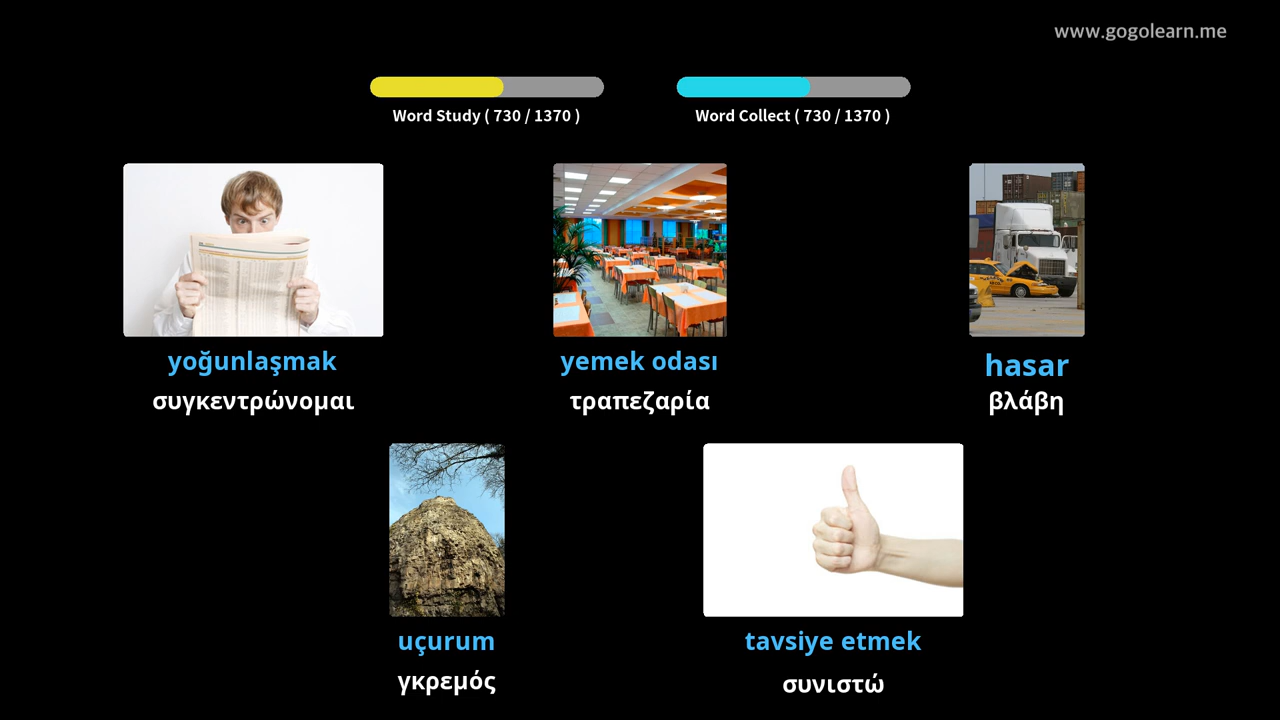 www.gogolearn.me
Word Study ( 730 / 1370 )
Word Collect ( 730 / 1370 )
yoğunlaşmak
συγκεντρώνομαι
yemek odası
τραπεζαρία
hasar
βλάβη
uçurum
γκρεμός
tavsiye etmek
συνιστώ